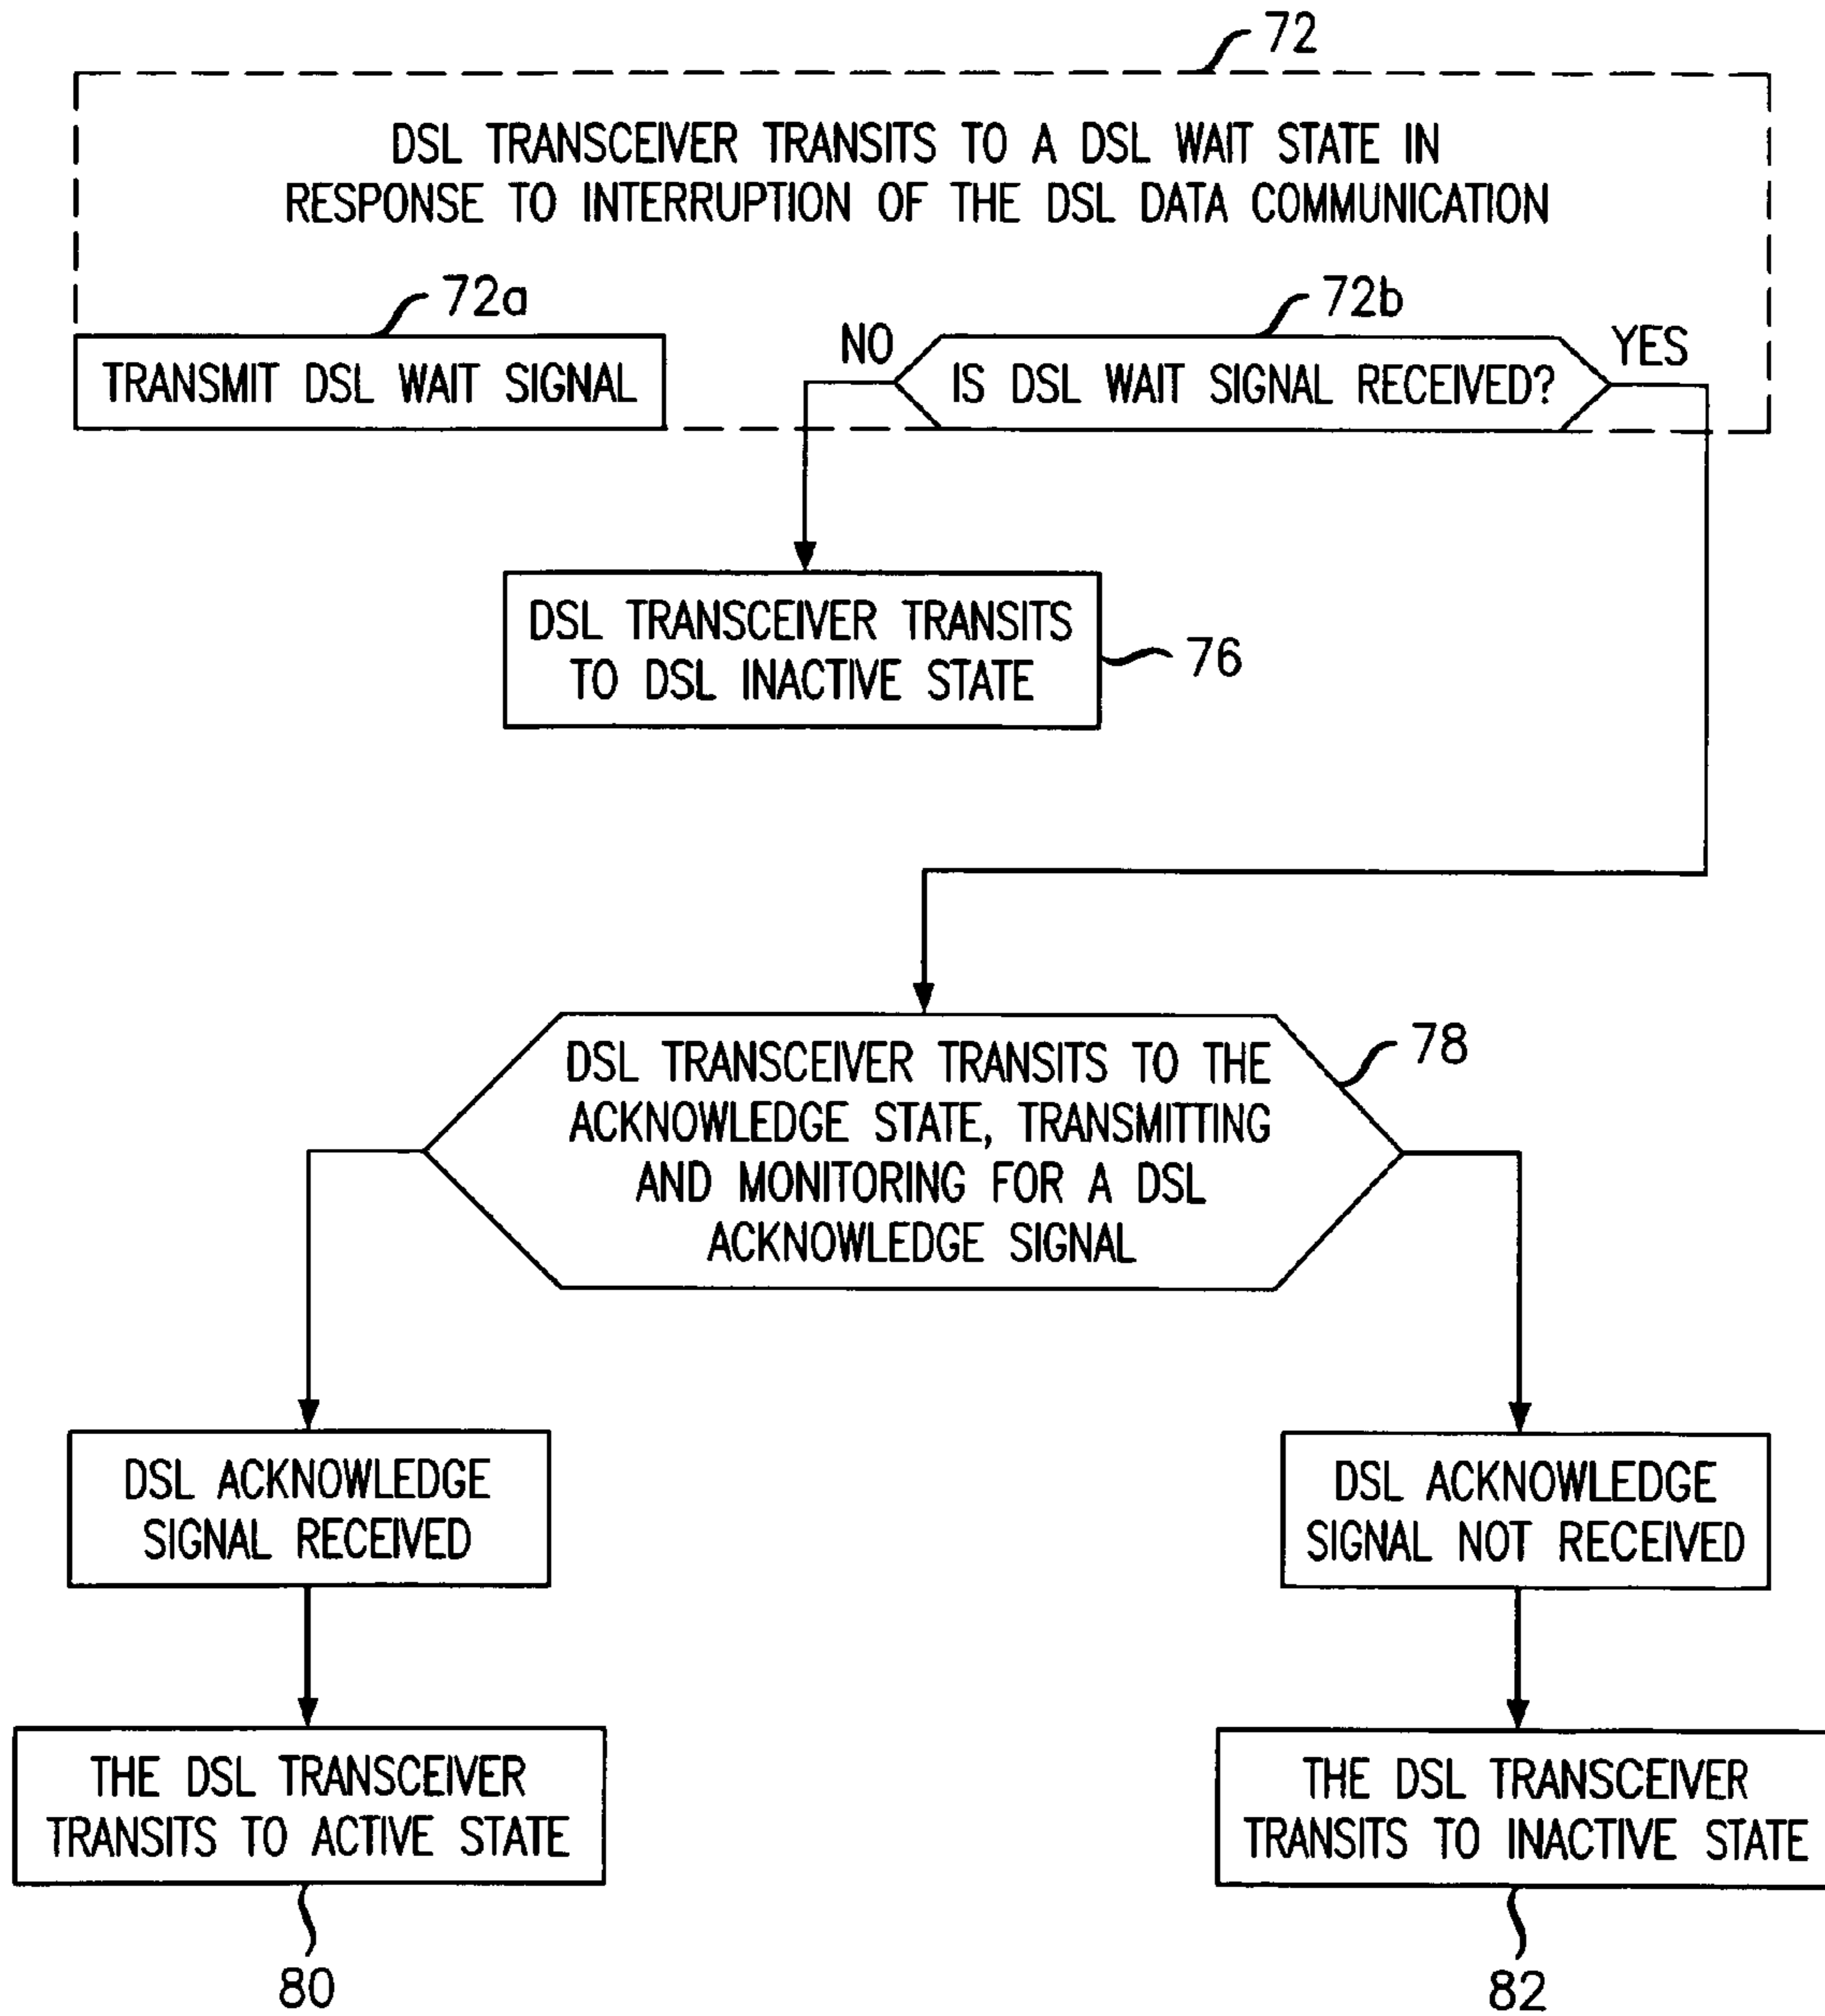 72
DSL TRANSCEIVER TRANSITS TO A DSL WAIT STATE IN
RESPONSE TO INTERRUPTION OF THE DSL DATA COMMUNICATION
72a
72b
TRANSMIT DSL WAIT SIGNAL
NO
IS DSL WAIT SIGNAL RECEIVED?
YES
DSL TRANSCEIVER TRANSITS
TO DSL INACTIVE STATE
76
78
DSL TRANSCEIVER TRANSITS TO THE
ACKNOWLEDGE STATE, TRANSMITTING
AND MONITORING FOR A DSL
ACKNOWLEDGE SIGNAL
DSL ACKNOWLEDGE
SIGNAL RECEIVED
DSL ACKNOWLEDGE
SIGNAL NOT RECEIVED
THE DSL TRANSCEIVER
TRANSITS TO ACTIVE STATE
THE DSL TRANSCEIVER
TRANSITS TO INACTIVE STATE
80
82